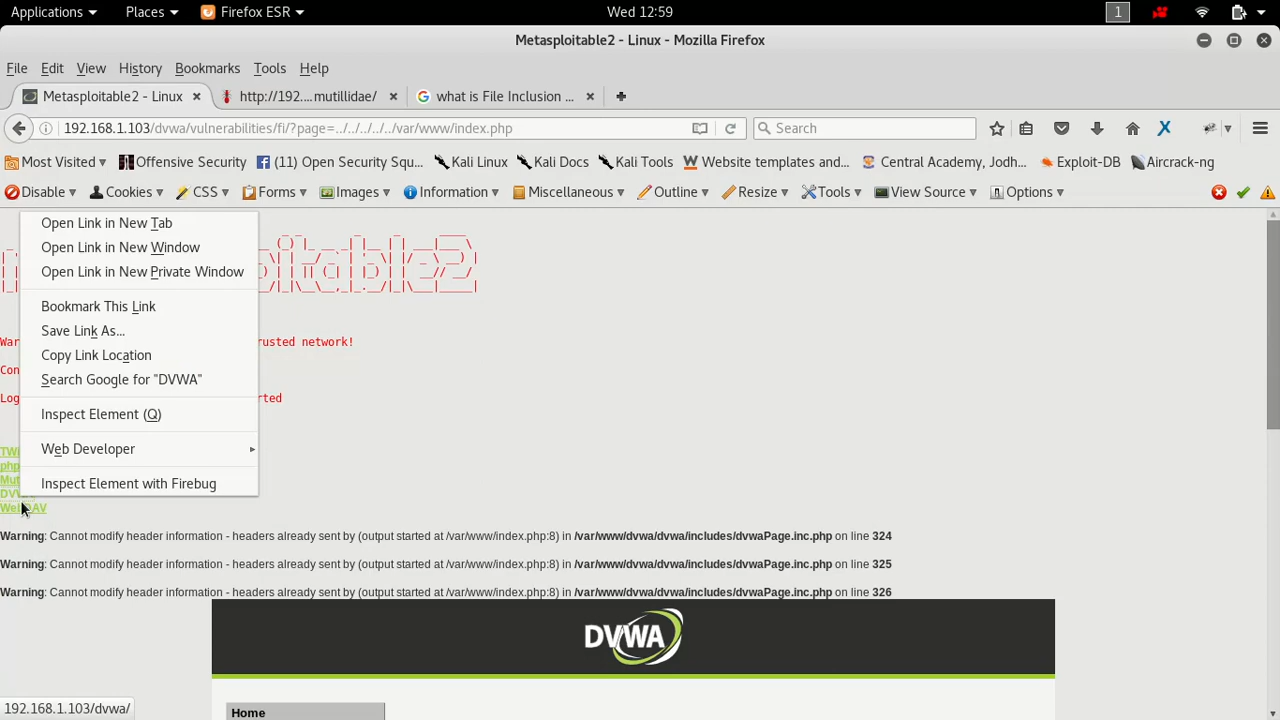 Applications Places Firefox ESR Wed 12:59 1
Metasploitable2 - Linux - Mozilla Firefox
File Edit View History Bookmarks Tools Help
Metasploitable2 - Linux http://192....mutillidae/ what is File Inclusion ...
192.168.1.103/dvwa/vulnerabilities/fi/?page=../../../../../var/www/index.php Search
Most Visited Offensive Security (11) Open Security Squ... Kali Linux Kali Docs Kali Tools Website templates and... Central Academy, Jodh... Exploit-DB Aircrack-ng
Disable Cookies CSS Forms Images Information Miscellaneous Outline Resize Tools View Source Options
Open Link in New Tab
Open Link in New Window
Open Link in New Private Window
Bookmark This Link
Save Link As...
Copy Link Location
Search Google for "DVWA"
Inspect Element (Q)
Web Developer
Inspect Element with Firebug
rusted network!
rted
DVWA
WebDAV
Warning: Cannot modify header information - headers already sent by (output started at /var/www/index.php:8) in /var/www/dvwa/dvwa/includes/dvwaPage.inc.php on line 324
Warning: Cannot modify header information - headers already sent by (output started at /var/www/index.php:8) in /var/www/dvwa/dvwa/includes/dvwaPage.inc.php on line 325
Warning: Cannot modify header information - headers already sent by (output started at /var/www/index.php:8) in /var/www/dvwa/dvwa/includes/dvwaPage.inc.php on line 326
DVWA
Home
192.168.1.103/dvwa/